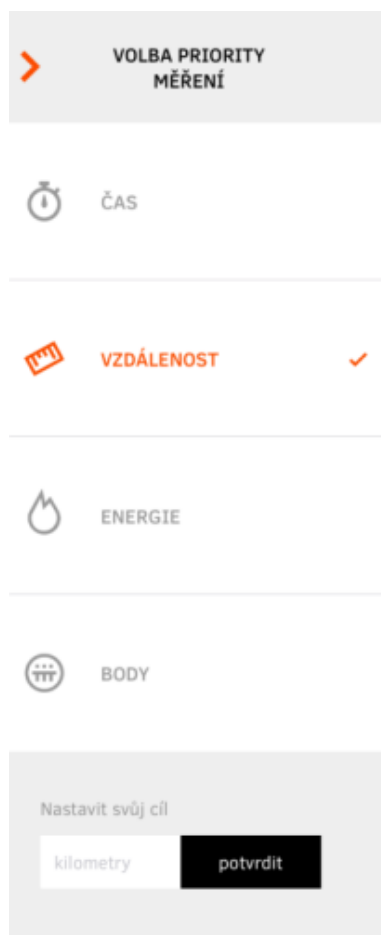 VOLBA PRIORITY
MĚŘENÍ
ČAS
VZDÁLENOST
ENERGIE
BODY
Nastavit svůj cíl
kilometry potvrdit